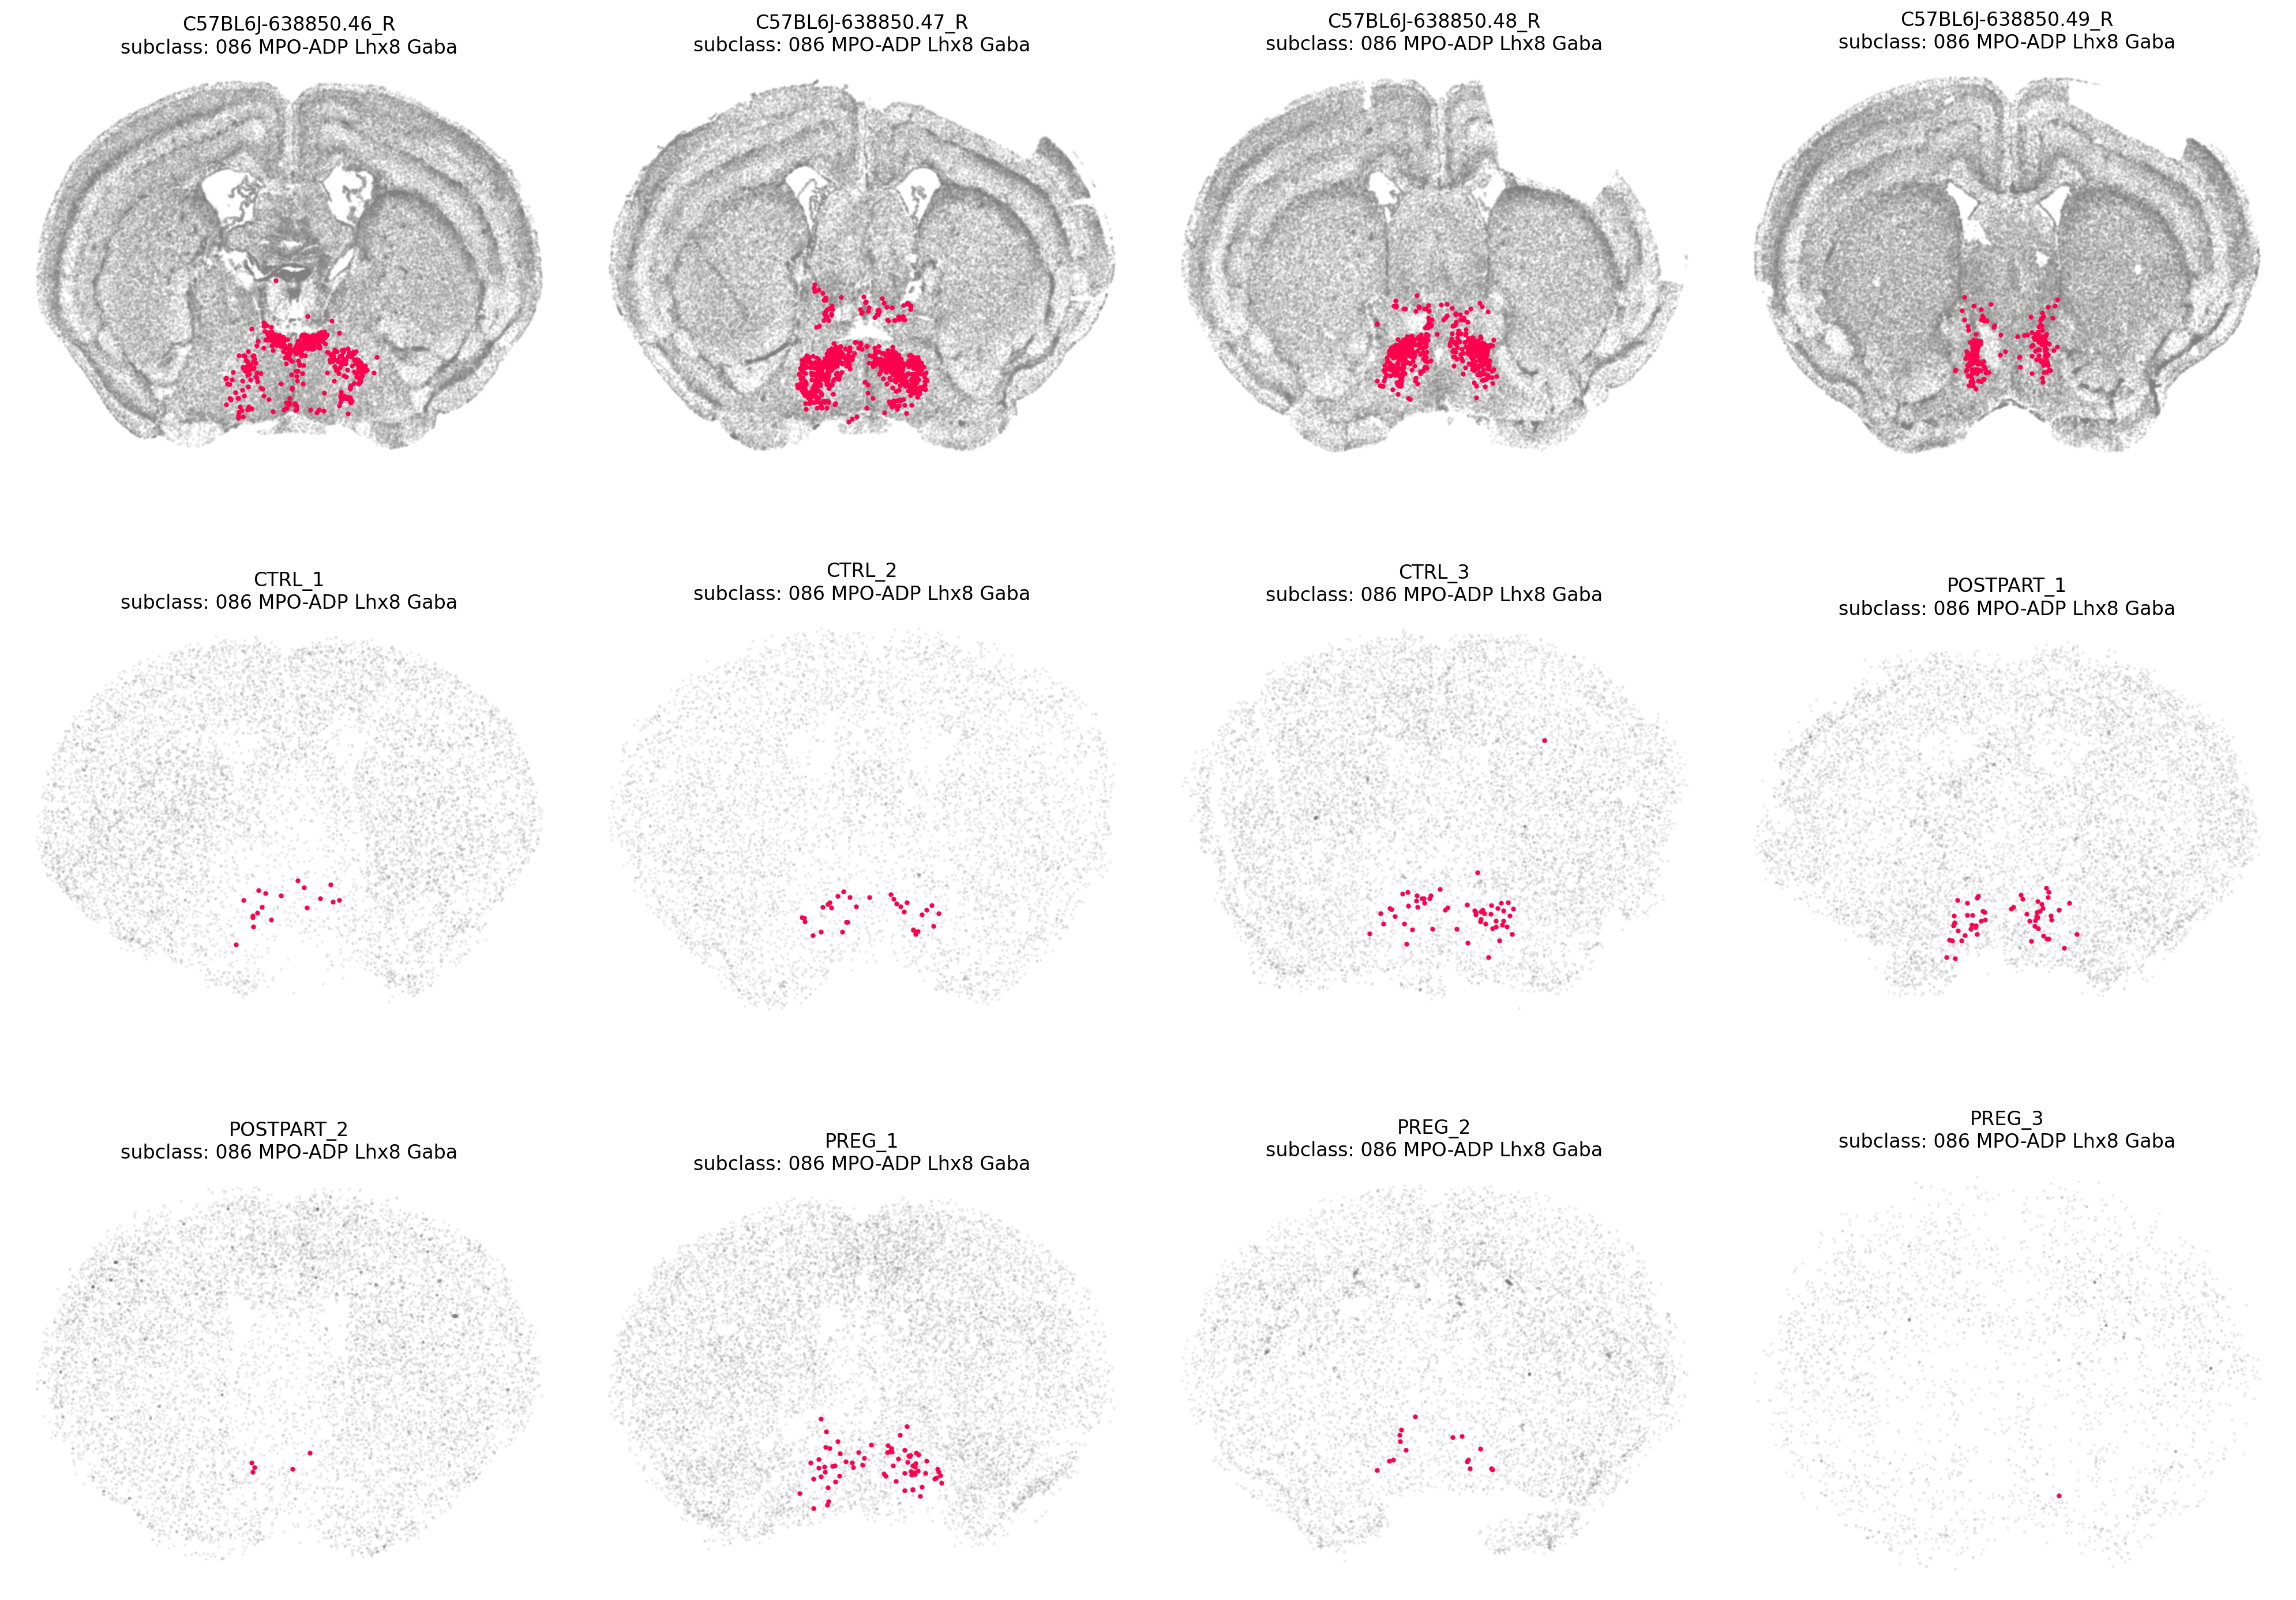 C57BL6J-638850.46_R
subclass: 086 MPO-ADP Lhx8 Gaba
C57BL6J-638850.47_R
subclass: 086 MPO-ADP Lhx8 Gaba
C57BL6J-638850.48_R
subclass: 086 MPO-ADP Lhx8 Gaba
C57BL6J-638850.49_R
subclass: 086 MPO-ADP Lhx8 Gaba
CTRL_1
subclass: 086 MPO-ADP Lhx8 Gaba
CTRL_2
subclass: 086 MPO-ADP Lhx8 Gaba
CTRL_3
subclass: 086 MPO-ADP Lhx8 Gaba
POSTPART_1
subclass: 086 MPO-ADP Lhx8 Gaba
POSTPART_2
subclass: 086 MPO-ADP Lhx8 Gaba
PREG_1
subclass: 086 MPO-ADP Lhx8 Gaba
PREG_2
subclass: 086 MPO-ADP Lhx8 Gaba
PREG_3
subclass: 086 MPO-ADP Lhx8 Gaba